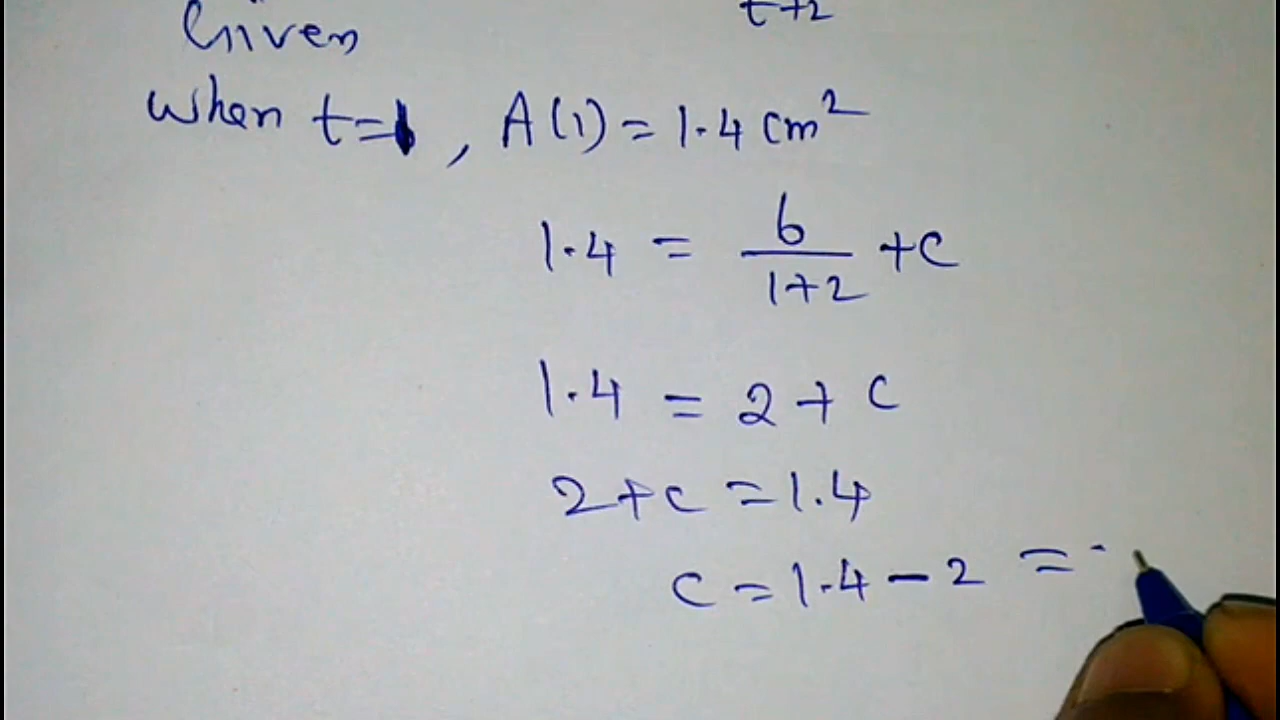 t+2
Given
When t=1, A(1) = 1.4 cm²
1.4 = 6/1+2 + c
1.4 = 2 + c
2+c = 1.4
c = 1.4 - 2 = -